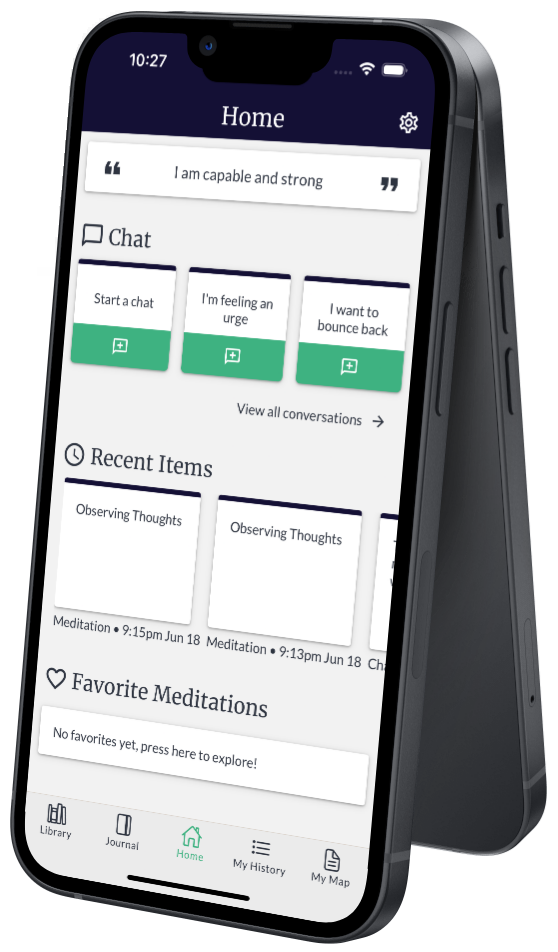 10:27
Home
❝ I am capable and strong ❞
Chat
Start a chat
I'm feeling an
urge
I want to
bounce back
View all conversations →
Recent Items
Observing Thoughts
Observing Thoughts
Meditation • 9:15pm Jun 18
Meditation • 9:13pm Jun 18
Favorite Meditations
No favorites yet, press here to explore!
Library
Journal
Home
My History
My Map